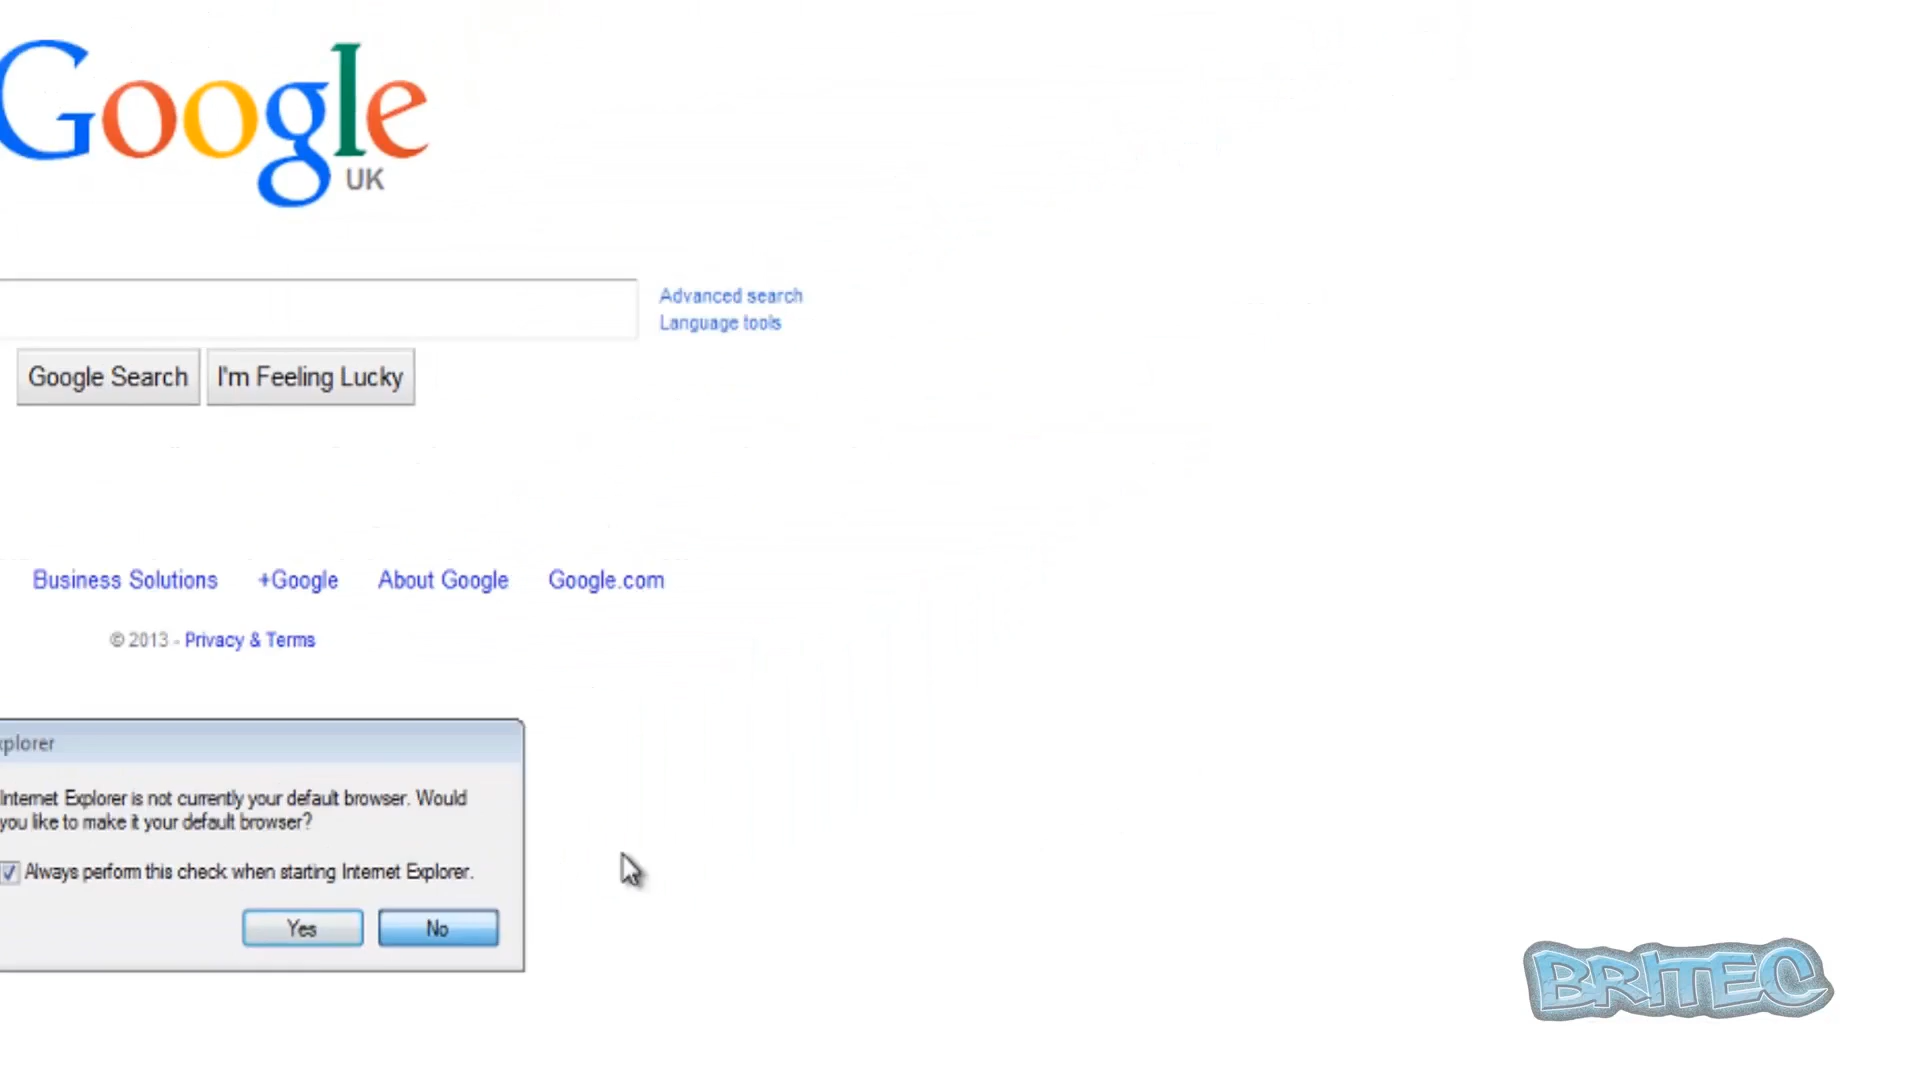 Google
UK
Advanced search
Language tools
Google Search I'm Feeling Lucky
Business Solutions +Google About Google Google.com
© 2013 - Privacy & Terms
xplorer
Internet Explorer is not currently your default browser. Would
you like to make it your default browser?
Always perform this check when starting Internet Explorer.
Yes No
BRITEC